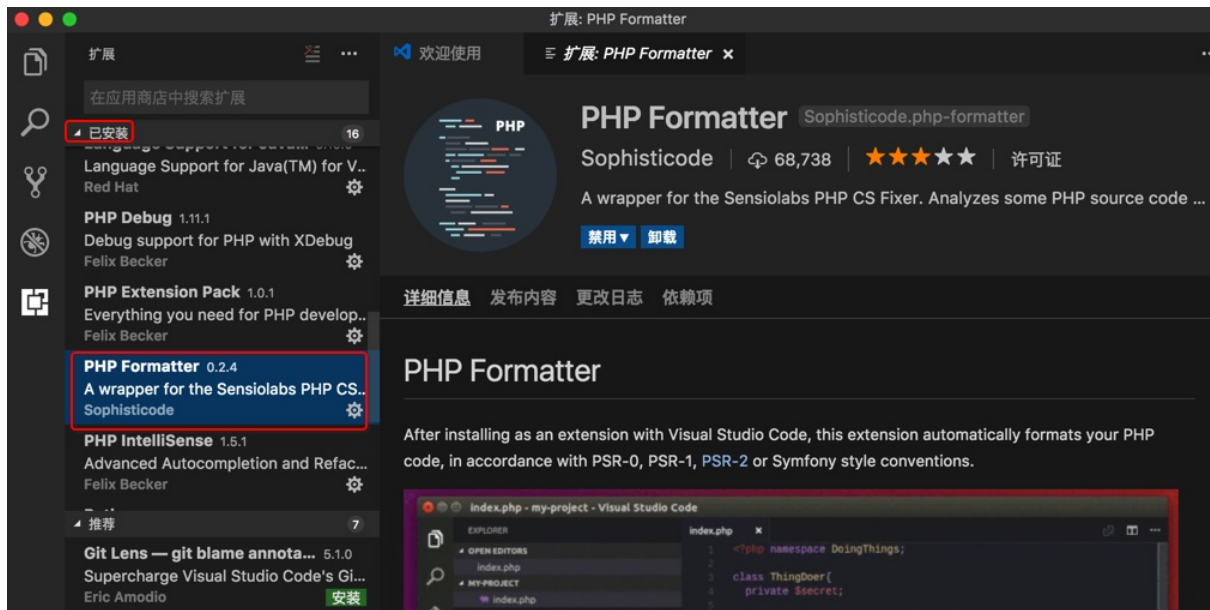 扩展: PHP Formatter
扩展
在应用商店中搜索扩展
已安装
16
Language Support for Java(TM) for V..
Red Hat
PHP Debug 1.11.1
Debug support for PHP with XDebug
Felix Becker
PHP Extension Pack 1.0.1
Everything you need for PHP develop..
Felix Becker
PHP Formatter 0.2.4
A wrapper for the Sensiolabs PHP CS..
Sophisticode
PHP IntelliSense 1.5.1
Advanced Autocompletion and Refac...
Felix Becker
推荐
7
Git Lens — git blame annota... 5.1.0
Supercharge Visual Studio Code's Gi...
Eric Amodio
安装
欢迎使用
扩展: PHP Formatter
PHP
PHP Formatter Sophisticode.php-formatter
Sophisticode 68,738 许可证
A wrapper for the Sensiolabs PHP CS Fixer. Analyzes some PHP source code ...
禁用 卸载
详细信息 发布内容 更改日志 依赖项
PHP Formatter
After installing as an extension with Visual Studio Code, this extension automatically formats your PHP
code, in accordance with PSR-0, PSR-1, PSR-2 or Symfony style conventions.
index.php - my-project - Visual Studio Code
EXPLORER
OPEN EDITORS
index.php
MY-PROJECT
index.php
index.php
1 <?php namespace DoingThings;
2
3 class ThingDoer{
4 private $secret;
5